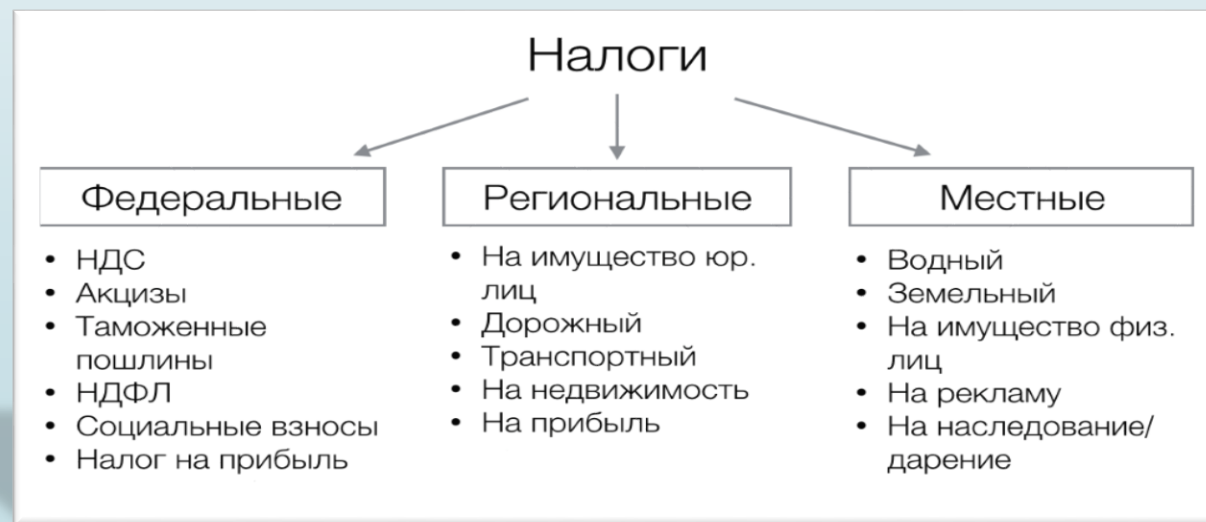 Налоги
Федеральные
• НДС
• Акцизы
• Таможенные
пошлины
• НДФЛ
• Социальные взносы
• Налог на прибыль
Региональные
• На имущество юр.
лиц
• Дорожный
• Транспортный
• На недвижимость
• На прибыль
Местные
• Водный
• Земельный
• На имущество физ.
лиц
• На рекламу
• На наследование/
дарение